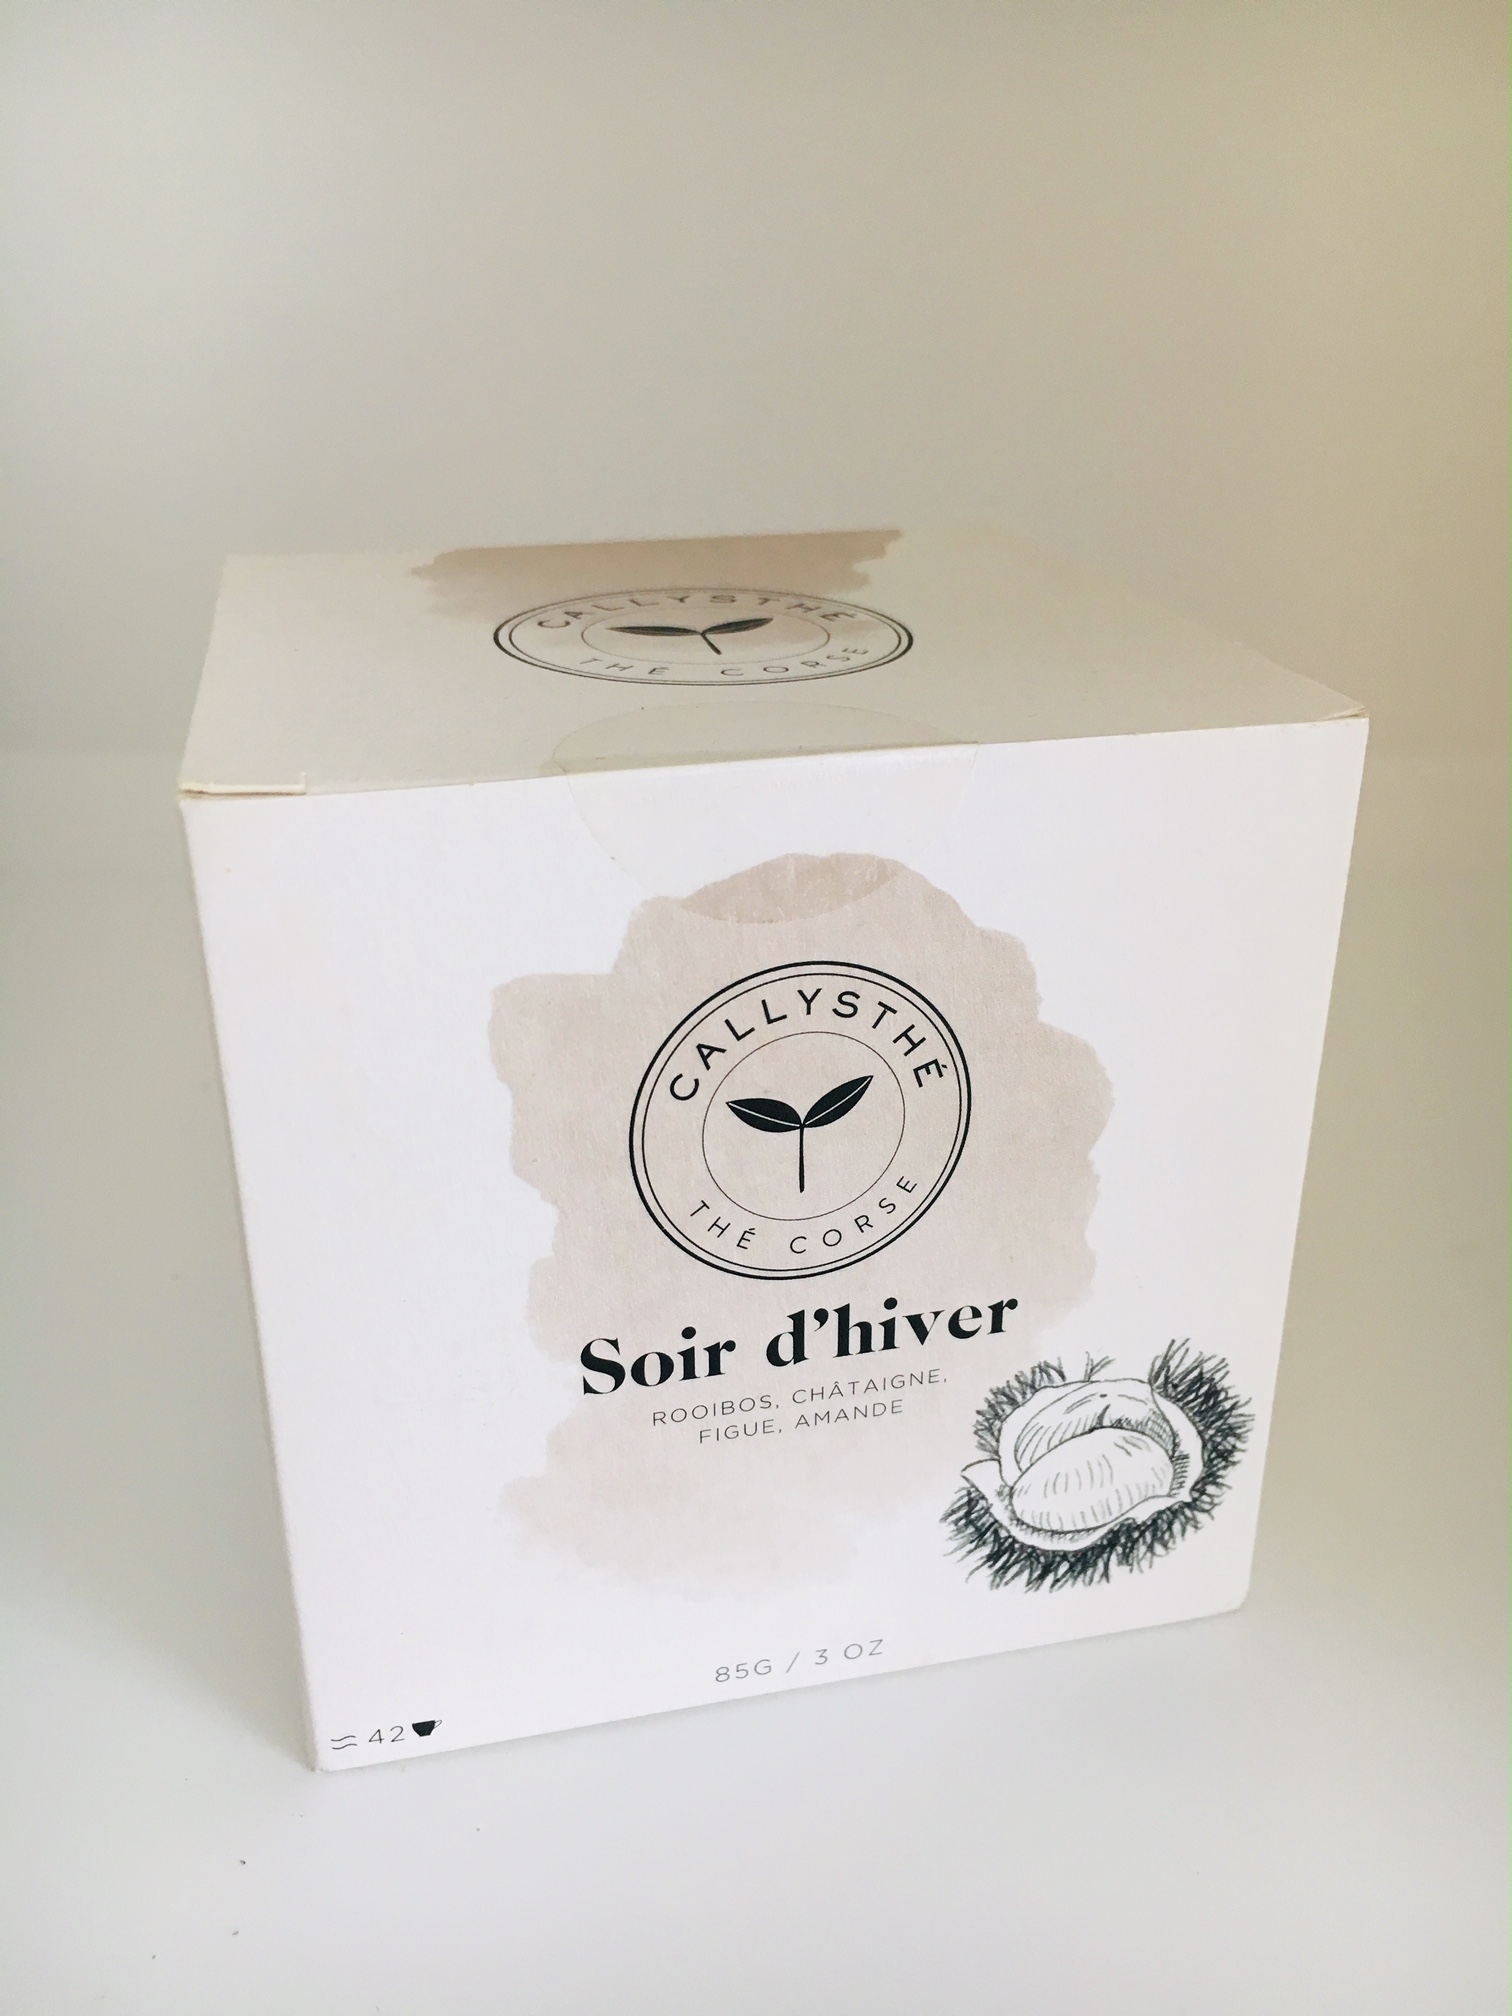 CALLYSTHÉ
THÉ CORSE
CALLYSTHÉ
THÉ CORSE
Soir d'hiver
ROOIBOS, CHÂTAIGNE,
FIGUE, AMANDE
85G / 3 OZ
≈ 42